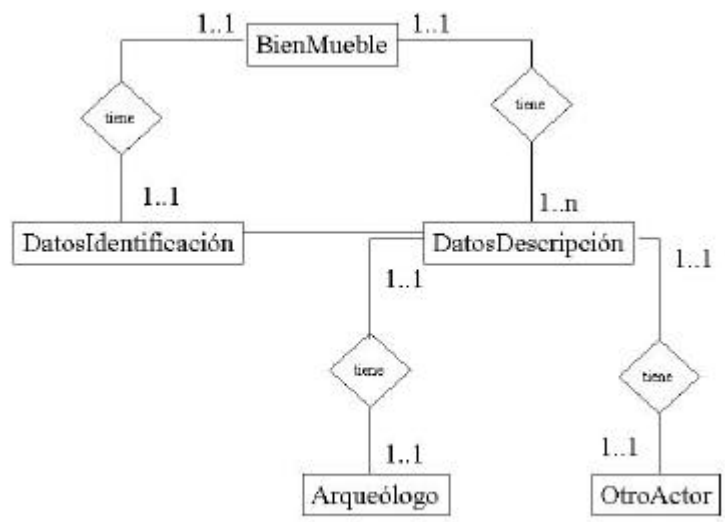 1..1 BienMueble 1..1
tiene
tiene
1..1
1..n
DatosIdentificación
DatosDescripción
1..1
1..1
tiene
tiene
1..1
1..1
Arqueólogo
OtroActor